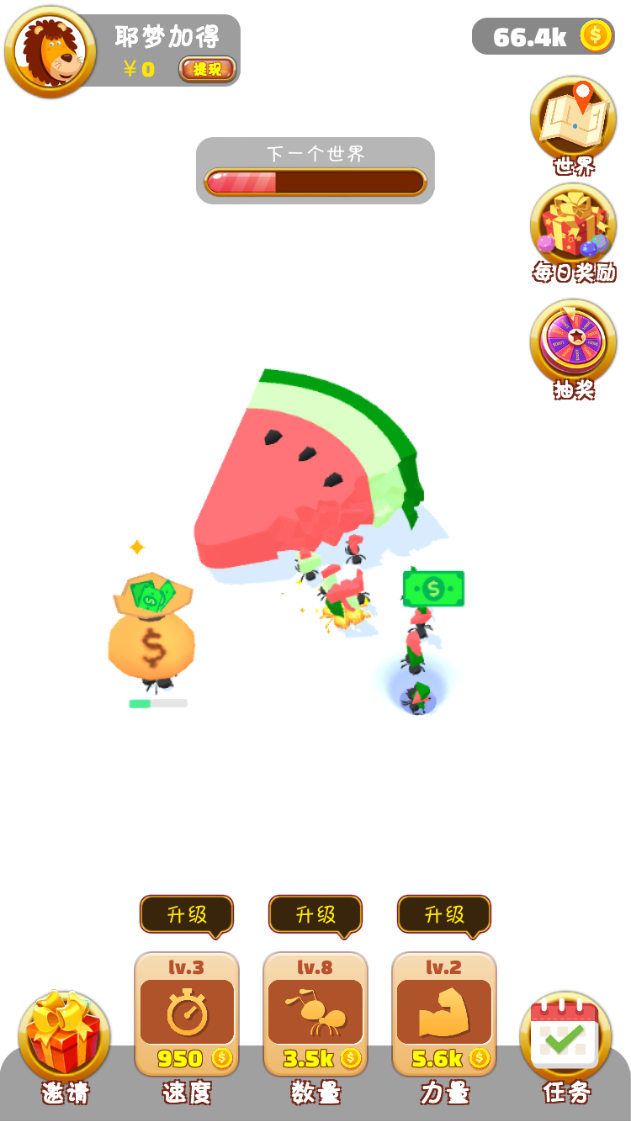 耶梦加得
￥0
提现
66.4k
下一个世界
世界
每日奖励
抽奖
升级
升级
升级
lv.3
lv.8
lv.2
950
3.5k
5.6k
邀请
速度
数量
力量
任务